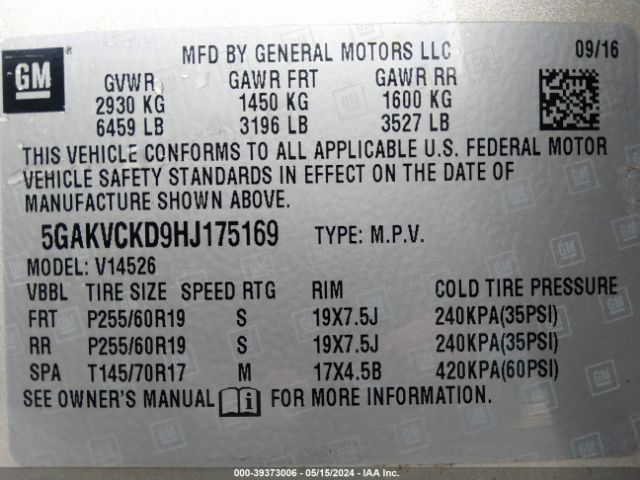 GM
MFD BY GENERAL MOTORS LLC 09/16
GVWR GAWR FRT GAWR RR
2930 KG 1450 KG 1600 KG
6459 LB 3196 LB 3527 LB
THIS VEHICLE CONFORMS TO ALL APPLICABLE U.S. FEDERAL MOTOR
VEHICLE SAFETY STANDARDS IN EFFECT ON THE DATE OF
MANUFACTURE SHOWN ABOVE.
5GAKVCKD9HJ175169 TYPE: M.P.V.
MODEL: V14526
VBBL TIRE SIZE SPEED RTG RIM COLD TIRE PRESSURE
FRT P255/60R19 S 19X7.5J 240KPA(35PSI)
RR P255/60R19 S 19X7.5J 240KPA(35PSI)
SPA T145/70R17 M 17X4.5B 420KPA(60PSI)
SEE OWNER'S MANUAL FOR MORE INFORMATION.
000-39373006 - 05/15/2024 - IAA Inc.